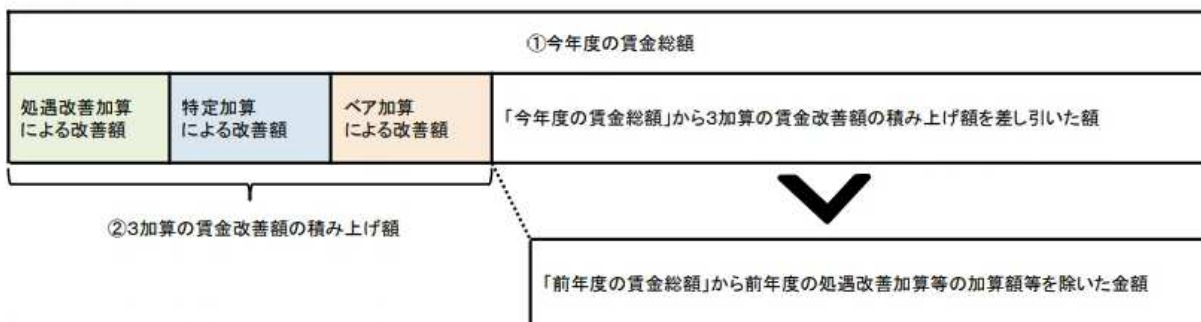 ①今年度の賃金総額
処遇改善加算
による改善額
特定加算
による改善額
ベア加算
による改善額
「今年度の賃金総額」から3加算の賃金改善額の積み上げ額を差し引いた額
②3加算の賃金改善額の積み上げ額
「前年度の賃金総額」から前年度の処遇改善加算等の加算額等を除いた金額